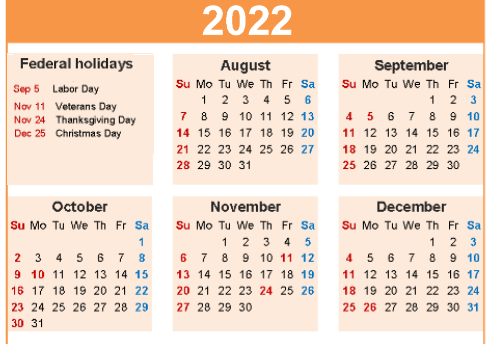 2022
Federal holidays
Sep 5 Labor Day
Nov 11 Veterans Day
Nov 24 Thanksgiving Day
Dec 25 Christmas Day
August
Su Mo Tu We Th Fr Sa
1 2 3 4 5 6
7 8 9 10 11 12 13
14 15 16 17 18 19 20
21 22 23 24 25 26 27
28 29 30 31
September
Su Mo Tu We Th Fr Sa
1 2 3
4 5 6 7 8 9 10
11 12 13 14 15 16 17
18 19 20 21 22 23 24
25 26 27 28 29 30
October
Su Mo Tu We Th Fr Sa
1
2 3 4 5 6 7 8
9 10 11 12 13 14 15
16 17 18 19 20 21 22
23 24 25 26 27 28 29
30 31
November
Su Mo Tu We Th Fr Sa
1 2 3 4 5
6 7 8 9 10 11 12
13 14 15 16 17 18 19
20 21 22 23 24 25 26
27 28 29 30
December
Su Mo Tu We Th Fr Sa
1 2 3
4 5 6 7 8 9 10
11 12 13 14 15 16 17
18 19 20 21 22 23 24
25 26 27 28 29 30 31